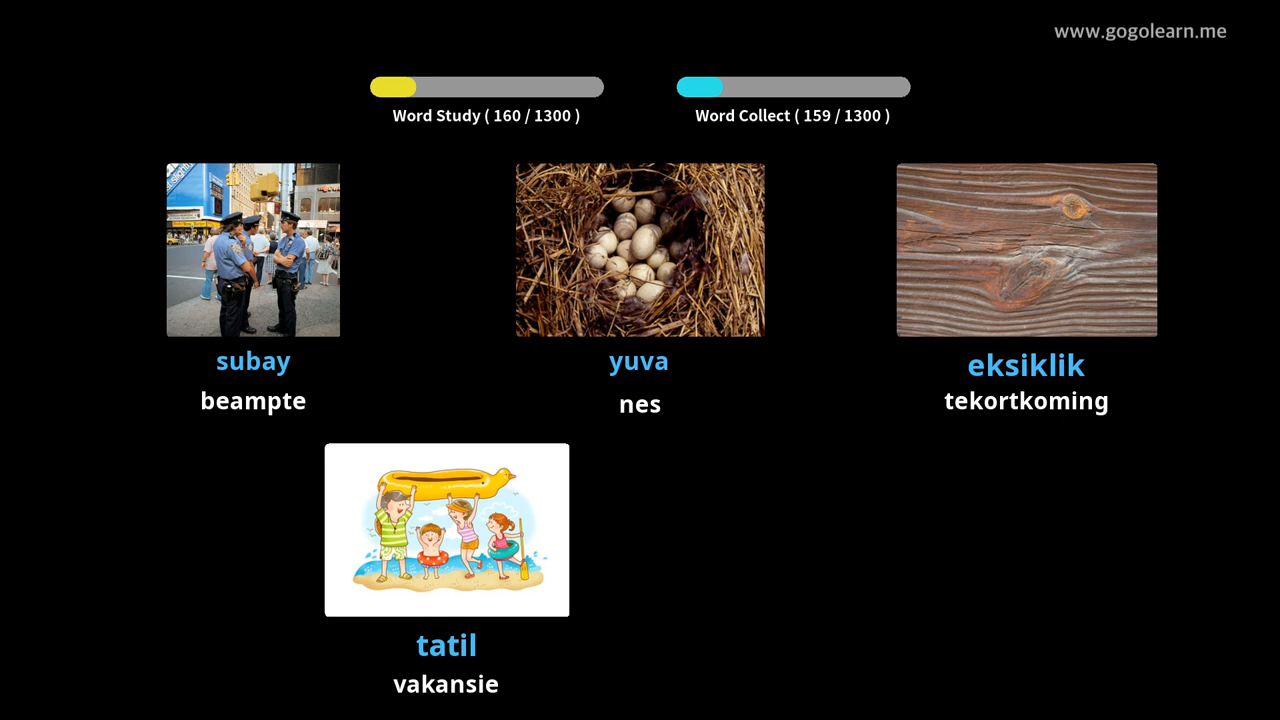 www.gogolearn.me
Word Study ( 160 / 1300 )
Word Collect ( 159 / 1300 )
subay
yuva
eksiklik
beampte
nes
tekortkoming
tatil
vakansie